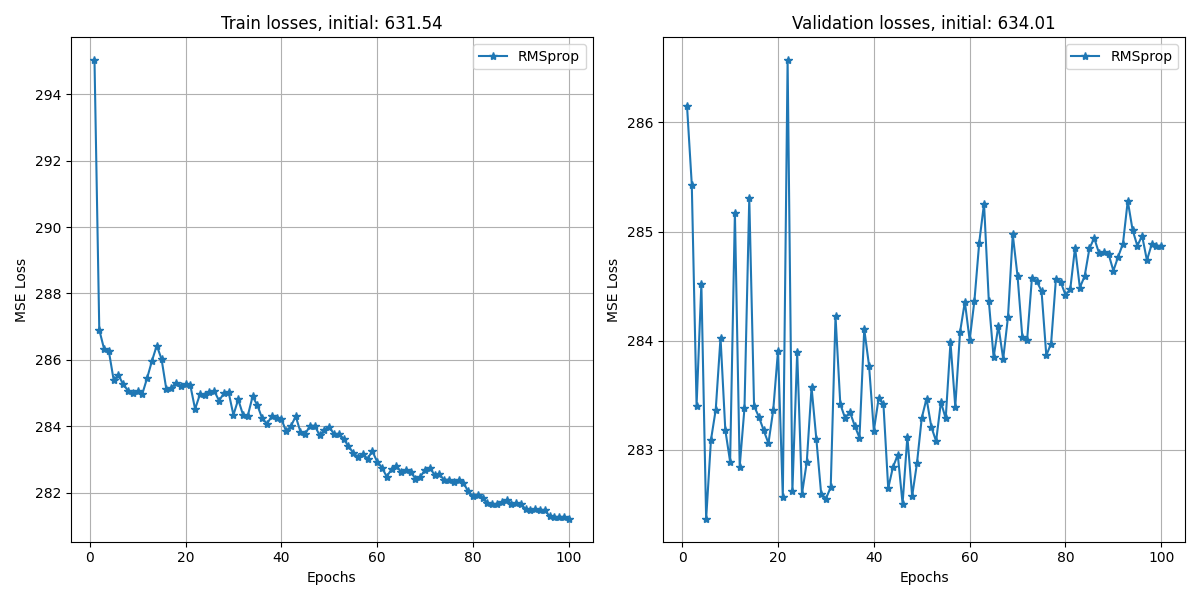 Train losses, initial: 631.54
RMSprop
294
292
290
288
286
284
282
MSE Loss
0 20 40 60 80 100
Epochs
Validation losses, initial: 634.01
RMSprop
286
285
284
283
MSE Loss
0 20 40 60 80 100
Epochs